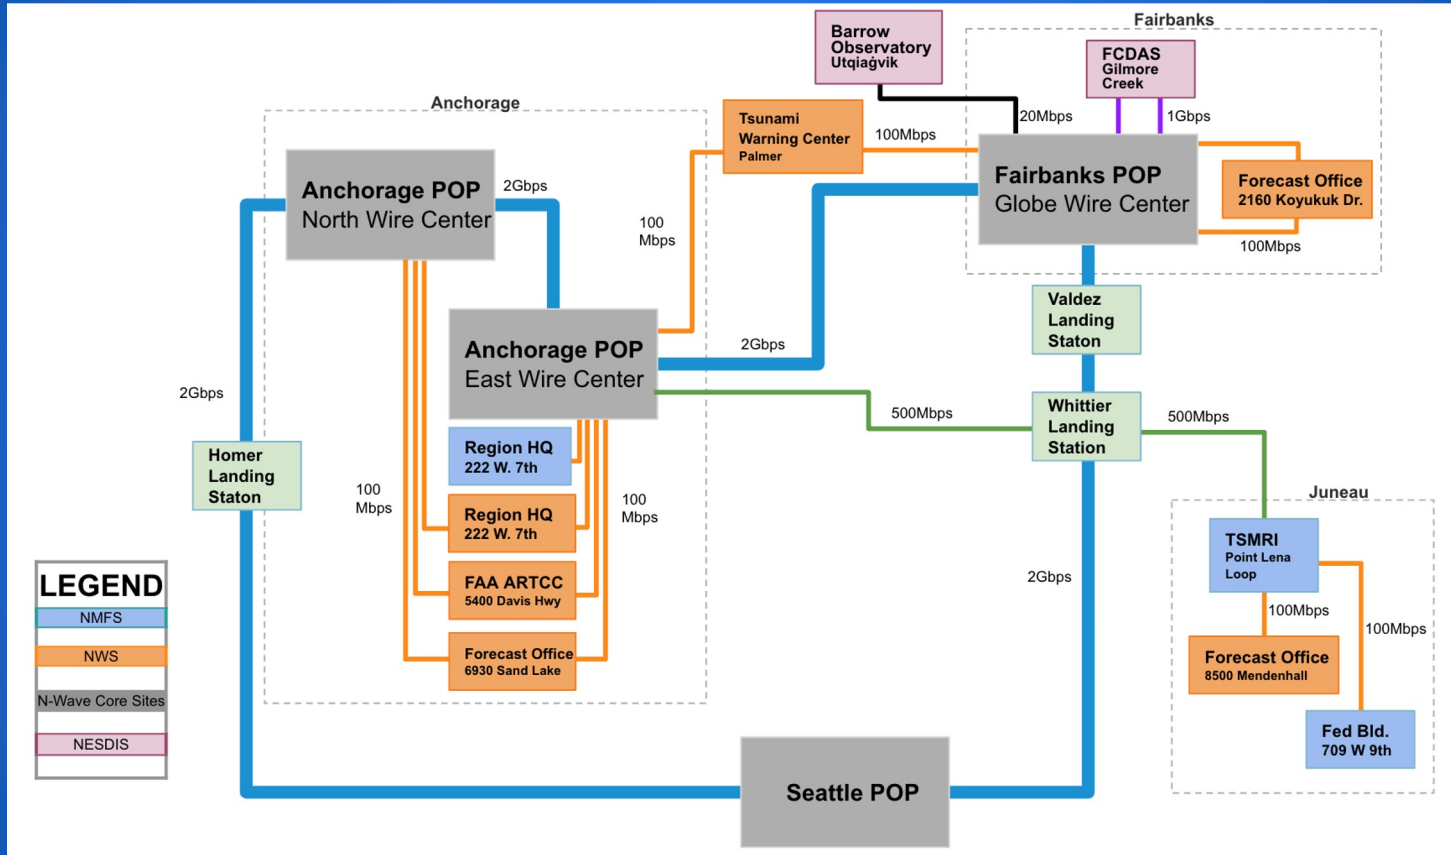 Fairbanks
Barrow
Observatory
Utqiaġvik
FCDAS
Gilmore
Creek
Anchorage
Tsunami
Warning Center
Palmer
100Mbps
20Mbps
1Gbps
Anchorage POP
North Wire Center
2Gbps
Fairbanks POP
Globe Wire Center
Forecast Office
2160 Koyukuk Dr.
100Mbps
100
Mbps
Valdez
Landing
Staton
Anchorage POP
East Wire Center
2Gbps
2Gbps
500Mbps
Whittier
Landing
Station
500Mbps
Homer
Landing
Staton
Region HQ
222 W. 7th
100
Mbps
Region HQ
222 W. 7th
100
Mbps
FAA ARTCC
5400 Davis Hwy
Forecast Office
6930 Sand Lake
2Gbps
Juneau
TSMRI
Point Lena
Loop
100Mbps
100Mbps
Forecast Office
8500 Mendenhall
Fed Bld.
709 W 9th
LEGEND
NMFS
NWS
N-Wave Core Sites
NESDIS
Seattle POP